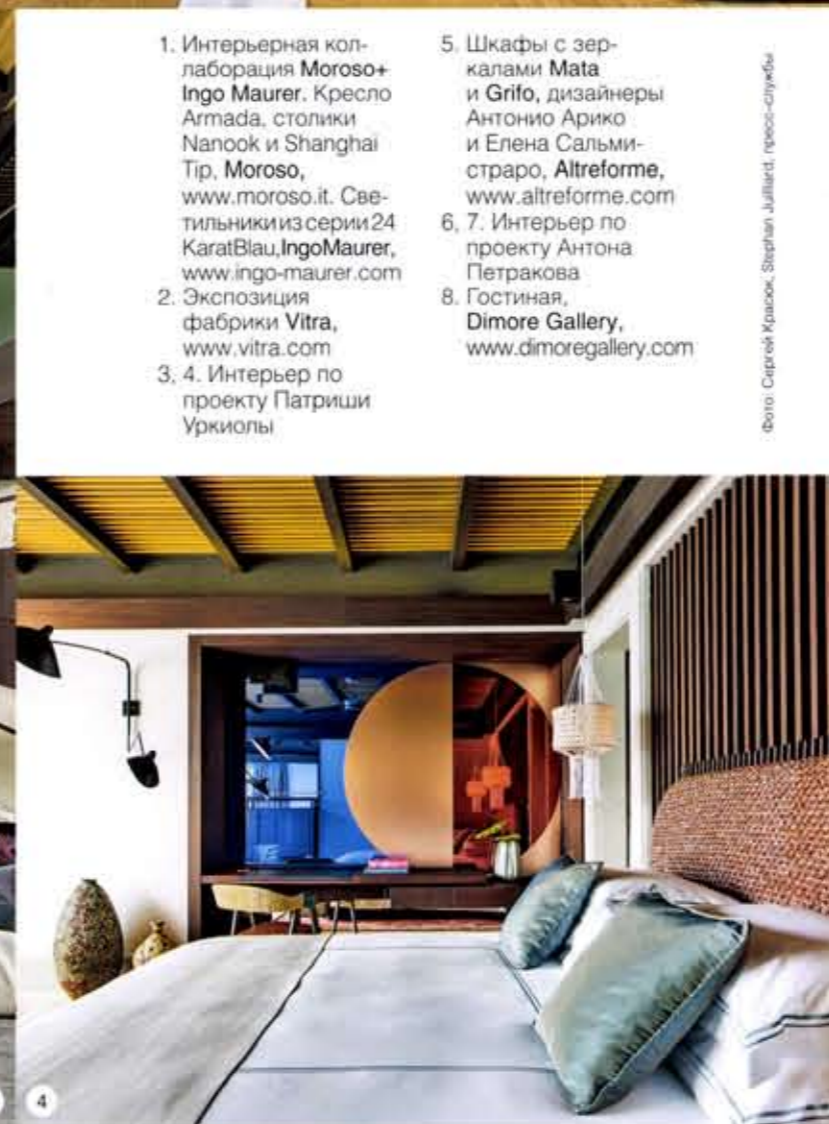 1. Интерьерная кол-
лаборация Moroso+
Ingo Maurer. Кресло
Armada, столики
Nanook и Shanghai
Tip, Moroso,
www.moroso.it. Све-
тильники из серии 24
Karat Blau, Ingo Maurer,
www.ingo-maurer.com
2. Экспозиция
фабрики Vitra,
www.vitra.com
3, 4. Интерьер по
проекту Патриши
Уркиолы
5. Шкафы с зер-
калами Mata
и Grifo, дизайнеры
Антонио Арико
и Елена Сальми-
страро, Altreforme,
www.altreforme.com
6, 7. Интерьер по
проекту Антона
Петракова
8. Гостиная,
Dimore Gallery,
www.dimoregallery.com
Фото: Сергей Красюк, Stephan Julliard, пресс-службы
4